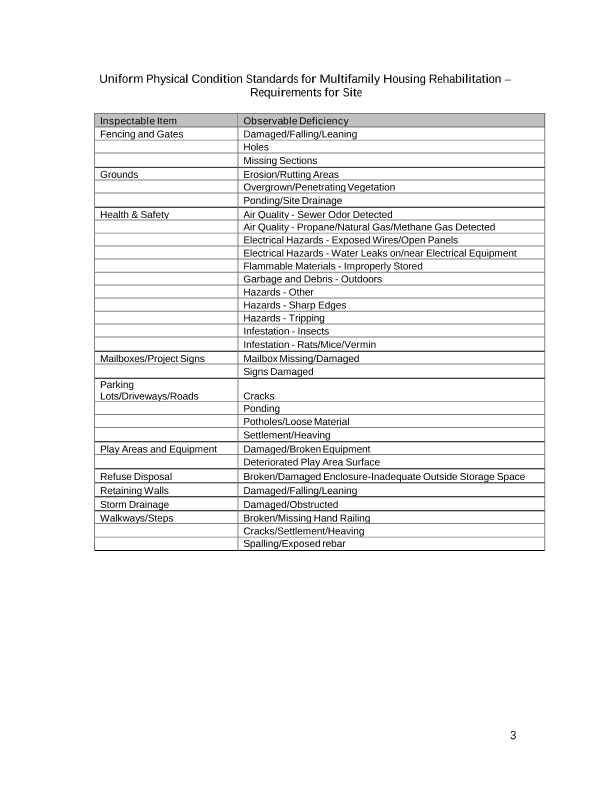 Uniform Physical Condition Standards for Multifamily Housing Rehabilitation –
Requirements for Site
Inspectable Item Observable Deficiency
Fencing and Gates Damaged/Falling/Leaning
Holes
Missing Sections
Grounds Erosion/Rutting Areas
Overgrown/Penetrating Vegetation
Ponding/Site Drainage
Health & Safety Air Quality - Sewer Odor Detected
Air Quality - Propane/Natural Gas/Methane Gas Detected
Electrical Hazards - Exposed Wires/Open Panels
Electrical Hazards - Water Leaks on/near Electrical Equipment
Flammable Materials - Improperly Stored
Garbage and Debris - Outdoors
Hazards - Other
Hazards - Sharp Edges
Hazards - Tripping
Infestation - Insects
Infestation - Rats/Mice/Vermin
Mailboxes/Project Signs Mailbox Missing/Damaged
Signs Damaged
Parking
Lots/Driveways/Roads Cracks
Ponding
Potholes/Loose Material
Settlement/Heaving
Play Areas and Equipment Damaged/Broken Equipment
Deteriorated Play Area Surface
Refuse Disposal Broken/Damaged Enclosure-Inadequate Outside Storage Space
Retaining Walls Damaged/Falling/Leaning
Storm Drainage Damaged/Obstructed
Walkways/Steps Broken/Missing Hand Railing
Cracks/Settlement/Heaving
Spalling/Exposed rebar
3